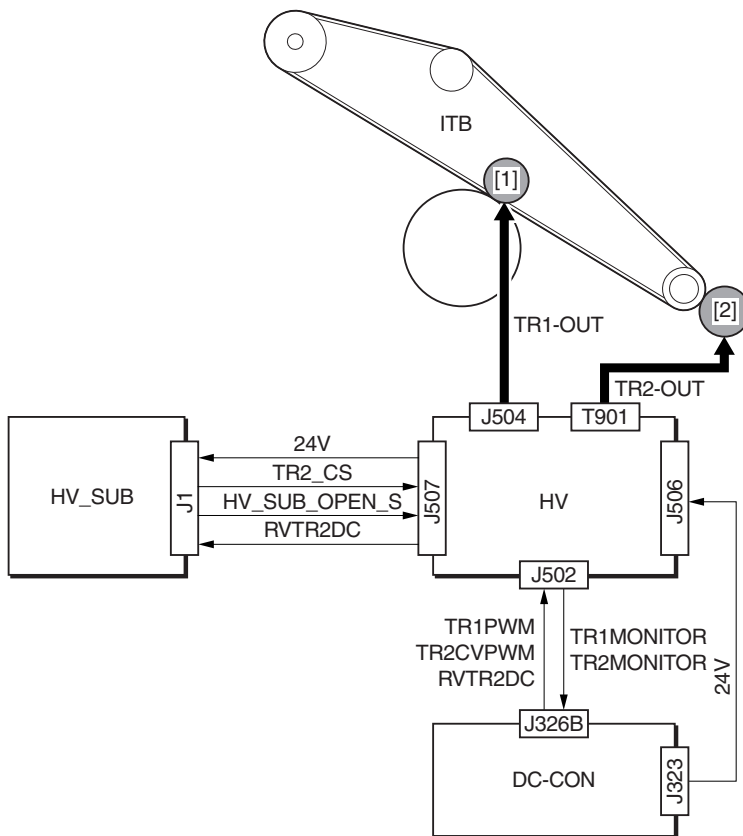 ITB
[1]
[2]
TR1-OUT
TR2-OUT
J504
T901
24V
TR2_CS
HV_SUB_OPEN_S
RVTR2DC
HV_SUB
J1
J507
HV
J506
J502
TR1PWM
TR2CVPWM
RVTR2DC
TR1MONITOR
TR2MONITOR
24V
J326B
DC-CON
J323